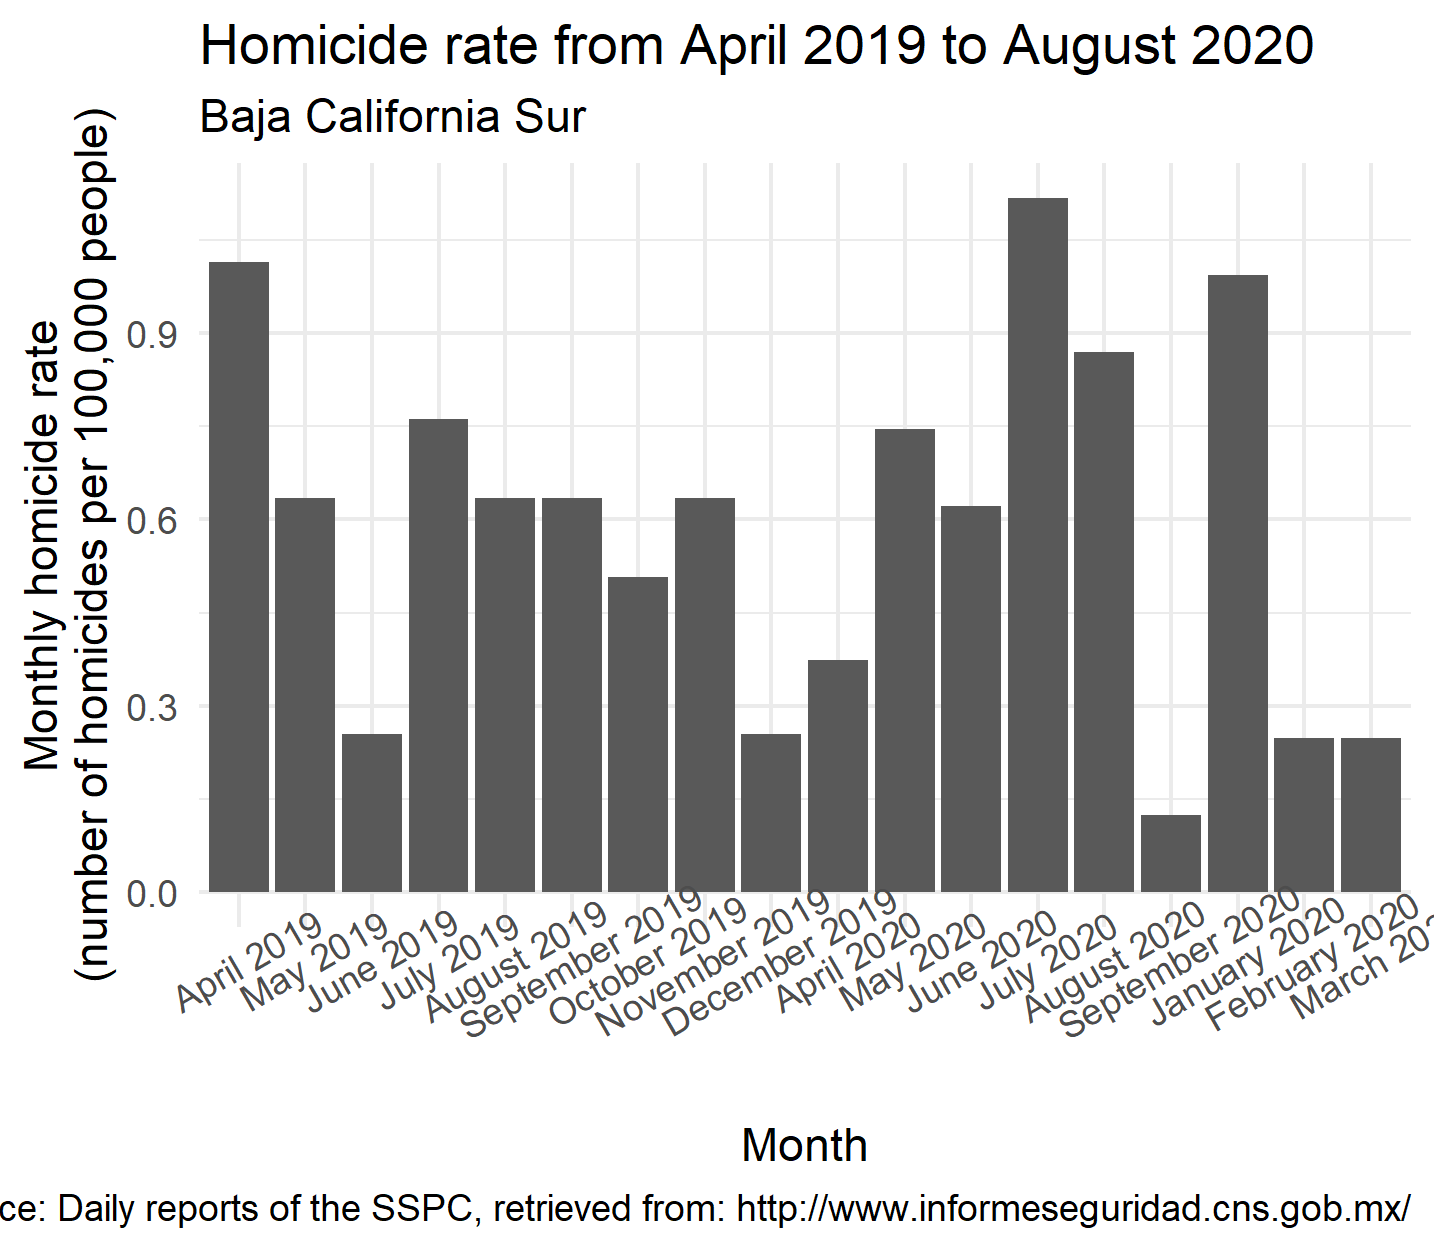 Homicide rate from April 2019 to August 2020
Baja California Sur
Monthly homicide rate
(number of homicides per 100,000 people)
0.9
0.6
0.3
0.0
April 2019
May 2019
June 2019
July 2019
August 2019
September 2019
October 2019
November 2019
December 2019
April 2020
May 2020
June 2020
July 2020
August 2020
September 2020
January 2020
February 2020
March 202
Month
ce: Daily reports of the SSPC, retrieved from: http://www.informeseguridad.cns.gob.mx/